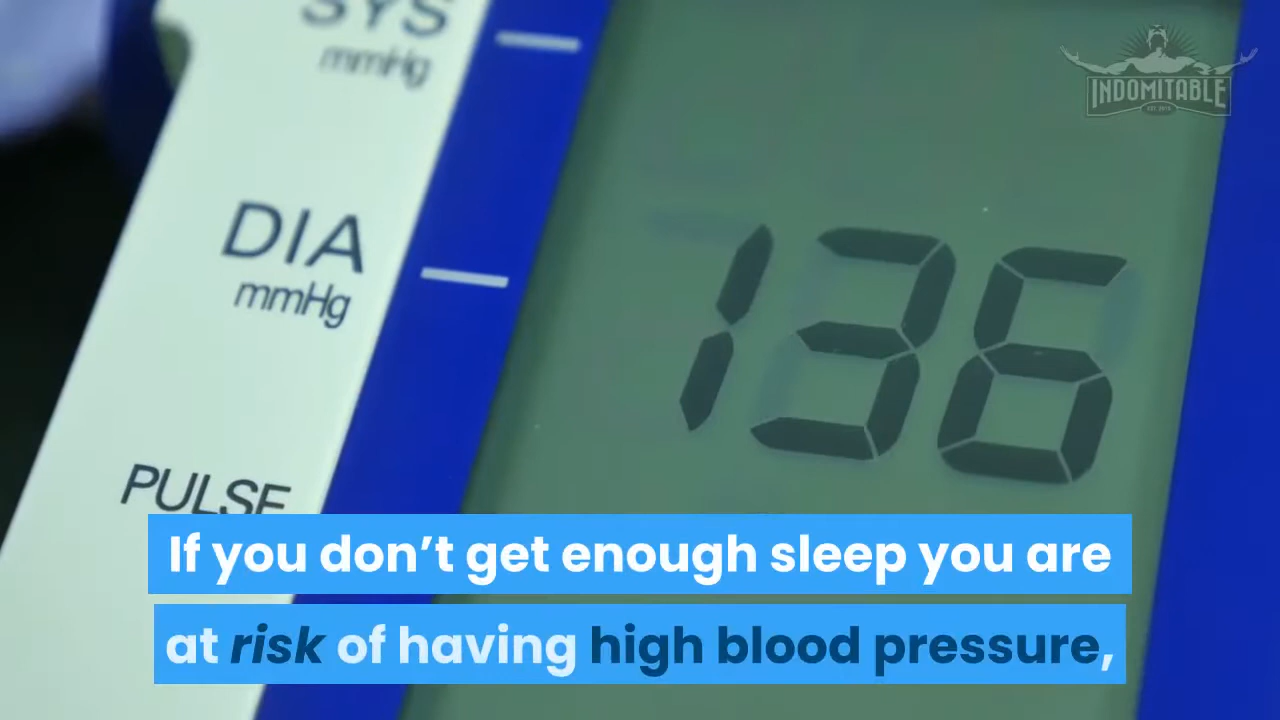 SYS
mmHg
INDOMITABLE
DIA
mmHg
136
PULSE
If you don’t get enough sleep you are
at risk of having high blood pressure,